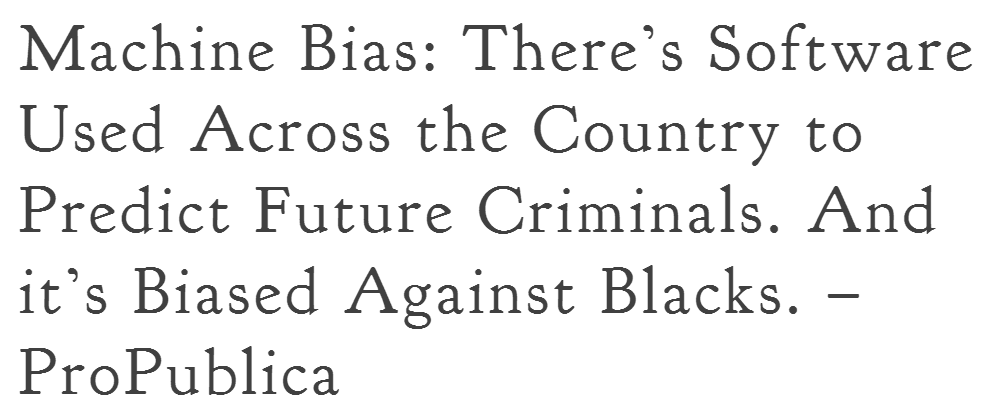 Machine Bias: There’s Software
Used Across the Country to
Predict Future Criminals. And
it’s Biased Against Blacks. –
ProPublica